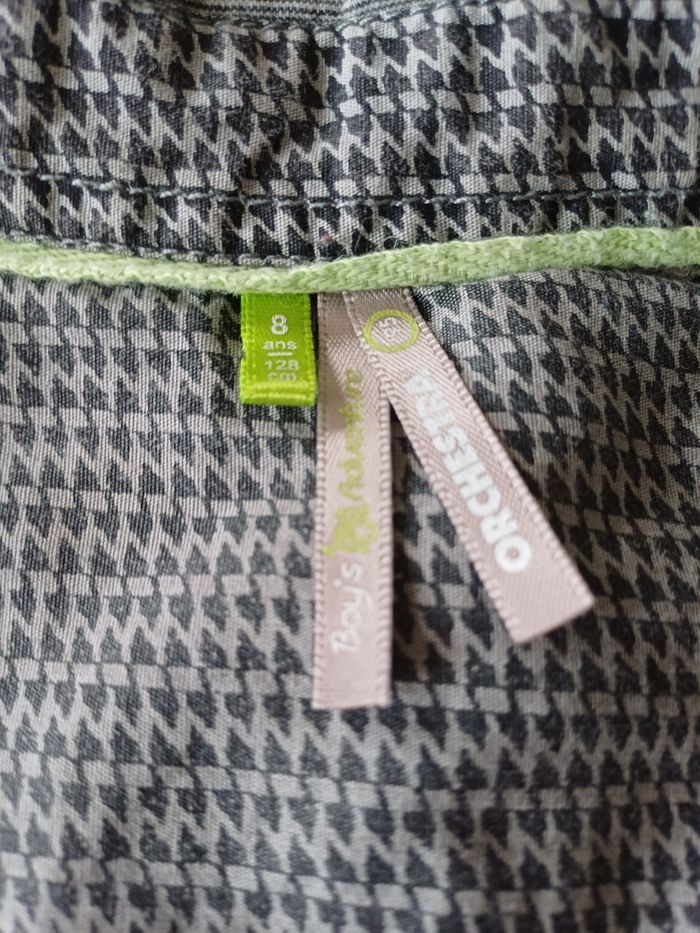 8
ans
128
cm
Boy's Adventure
ORCHESTRA